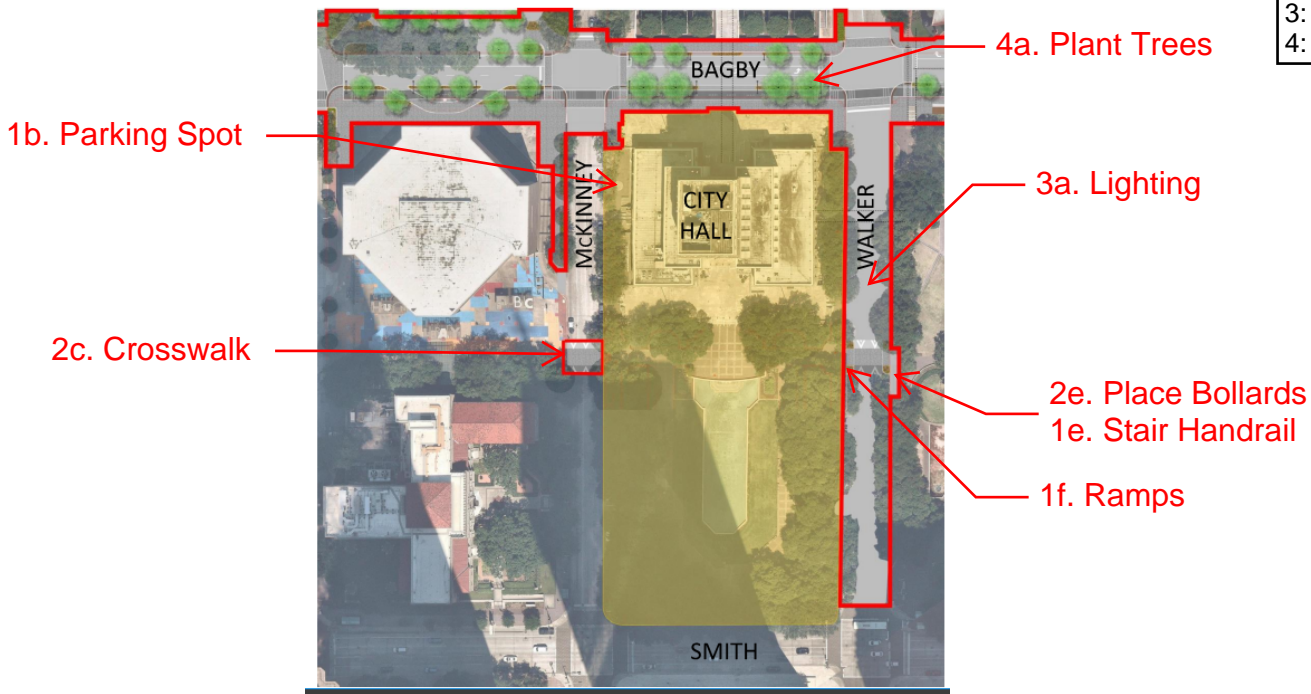 3:
4:
4a. Plant Trees
BAGBY
1b. Parking Spot
McKINNEY
CITY
HALL
WALKER
3a. Lighting
2c. Crosswalk
2e. Place Bollards
1e. Stair Handrail
1f. Ramps
SMITH